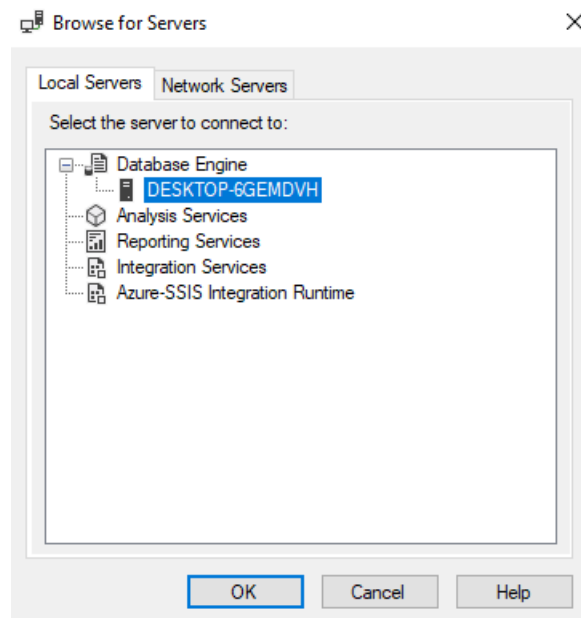 Browse for Servers
Local Servers Network Servers
Select the server to connect to:
Database Engine
DESKTOP-6GEMDVH
Analysis Services
Reporting Services
Integration Services
Azure-SSIS Integration Runtime
OK Cancel Help